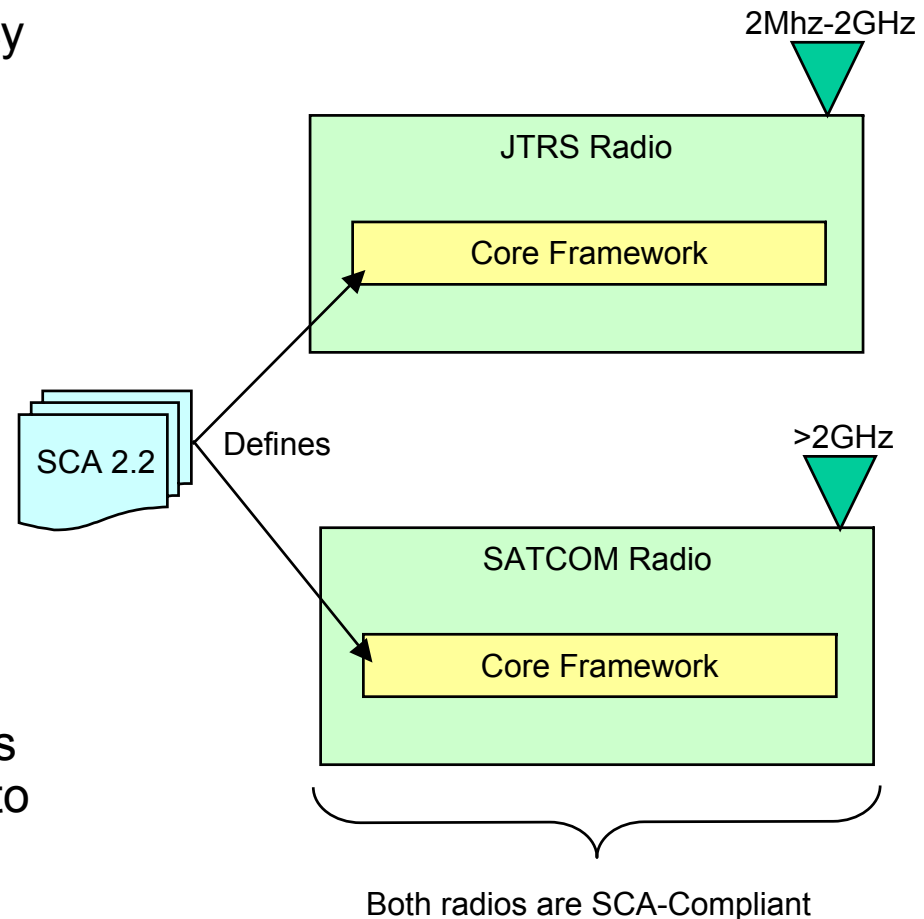 2Mhz-2GHz
JTRS Radio
Core Framework
SCA 2.2
Defines
>2GHz
SATCOM Radio
Core Framework
to
Both radios are SCA-Compliant